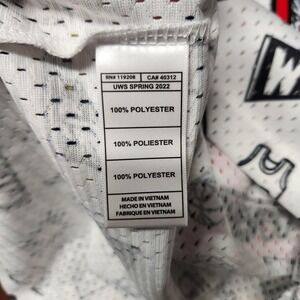 RN# 119208 CA# 40312
UWS SPRING 2022
100% POLYESTER
100% POLIESTER
100% POLYESTER
MADE IN VIETNAM
HECHO EN VIETNAM
FABRIQUE EN VIETNAM